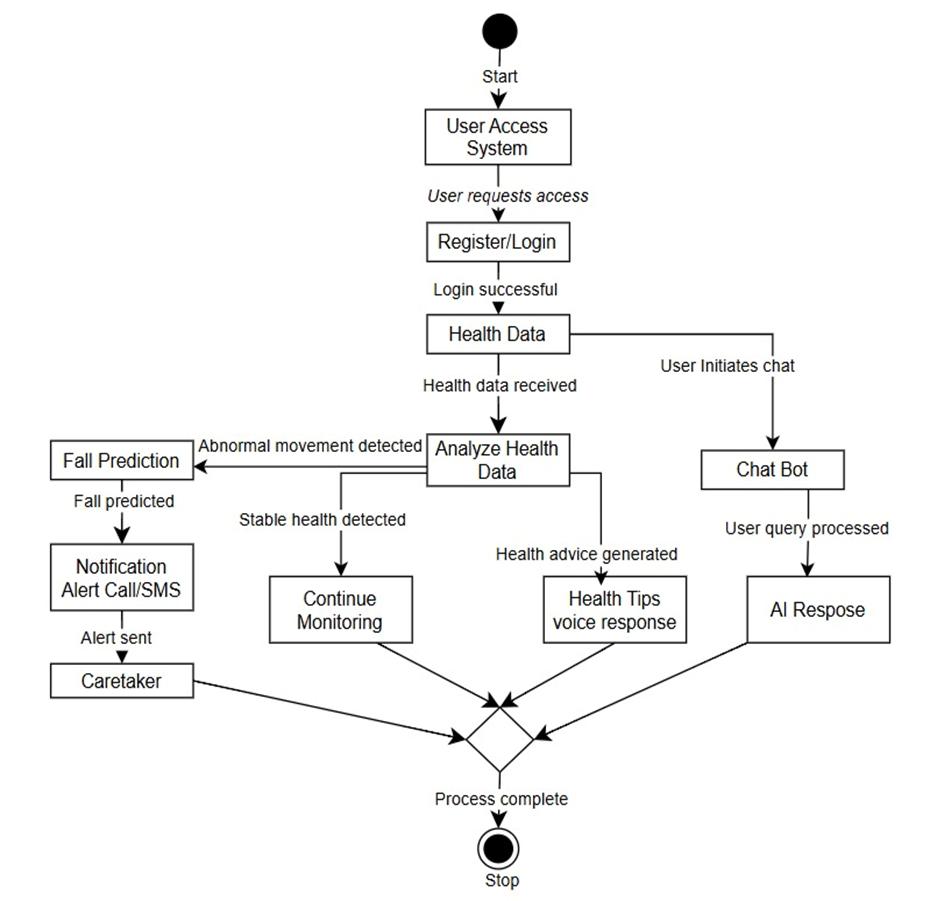 Start
User Access
System
User requests access
Register/Login
Login successful
Health Data
User Initiates chat
Health data received
Abnormal movement detected
Analyze Health
Data
Fall Prediction
Chat Bot
Fall predicted
Stable health detected
User query processed
Health advice generated
Notification
Alert Call/SMS
Continue
Monitoring
Health Tips
voice response
AI Respose
Alert sent
Caretaker
Process complete
Stop